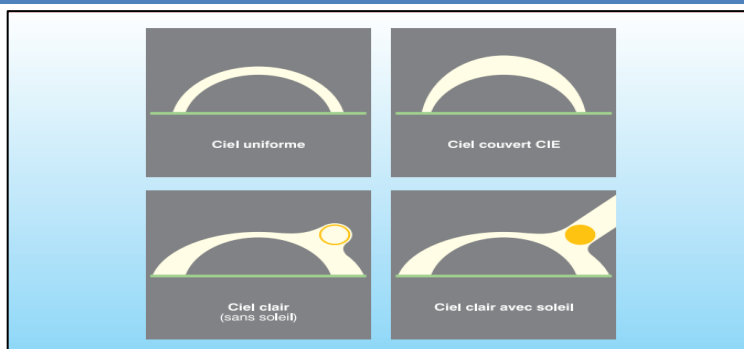 Ciel uniforme
Ciel couvert CIE
Ciel clair
(sans soleil)
Ciel clair avec soleil